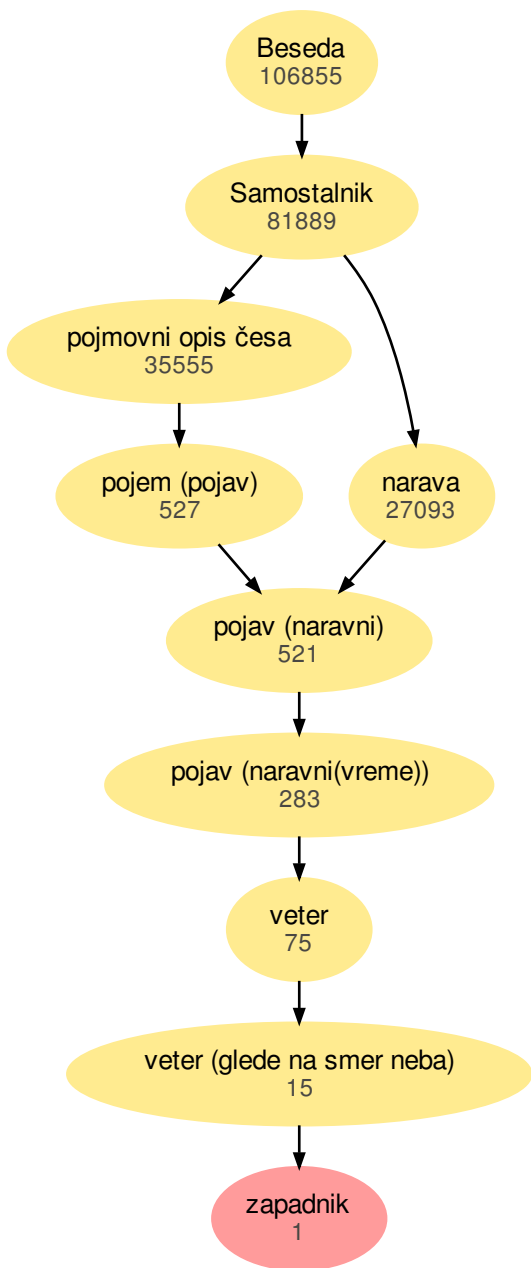 Beseda
106855
Samostalnik
81889
pojmovni opis česa
35555
pojem (pojav)
527
narava
27093
pojav (naravni)
521
pojav (naravni(vreme))
283
veter
75
veter (glede na smer neba)
15
zapadnik
1